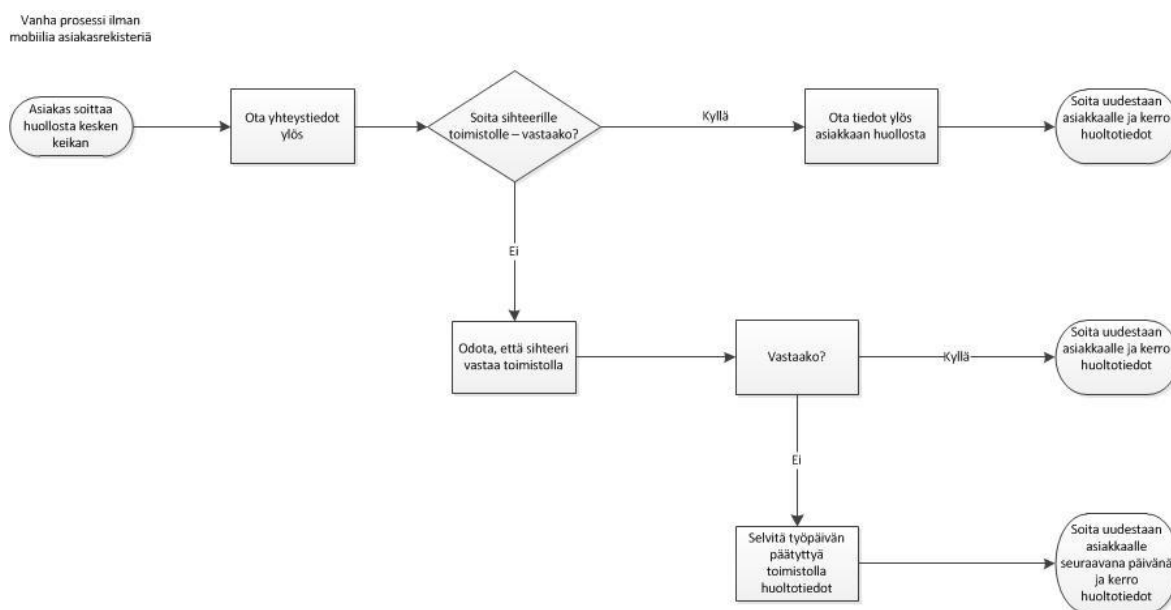 Vanha prosessi ilman
mobiilia asiakasrekisteriä
Asiakas soittaa
huollosta kesken
keikan
Ota yhteystiedot
ylös
Soita sihteerille
toimistolle – vastaako?
Kyllä
Ota tiedot ylös
asiakkaan huollosta
Soita uudestaan
asiakkaalle ja kerro
huoltotiedot
Ei
Odota, että sihteeri
vastaa toimistolla
Vastaako?
Kyllä
Soita uudestaan
asiakkaalle ja kerro
huoltotiedot
Ei
Selvitä työpäivän
päätyttyä
toimistolla
huoltotiedot
Soita uudestaan
asiakkaalle
seuraavana päivänä
ja kerro
huoltotiedot